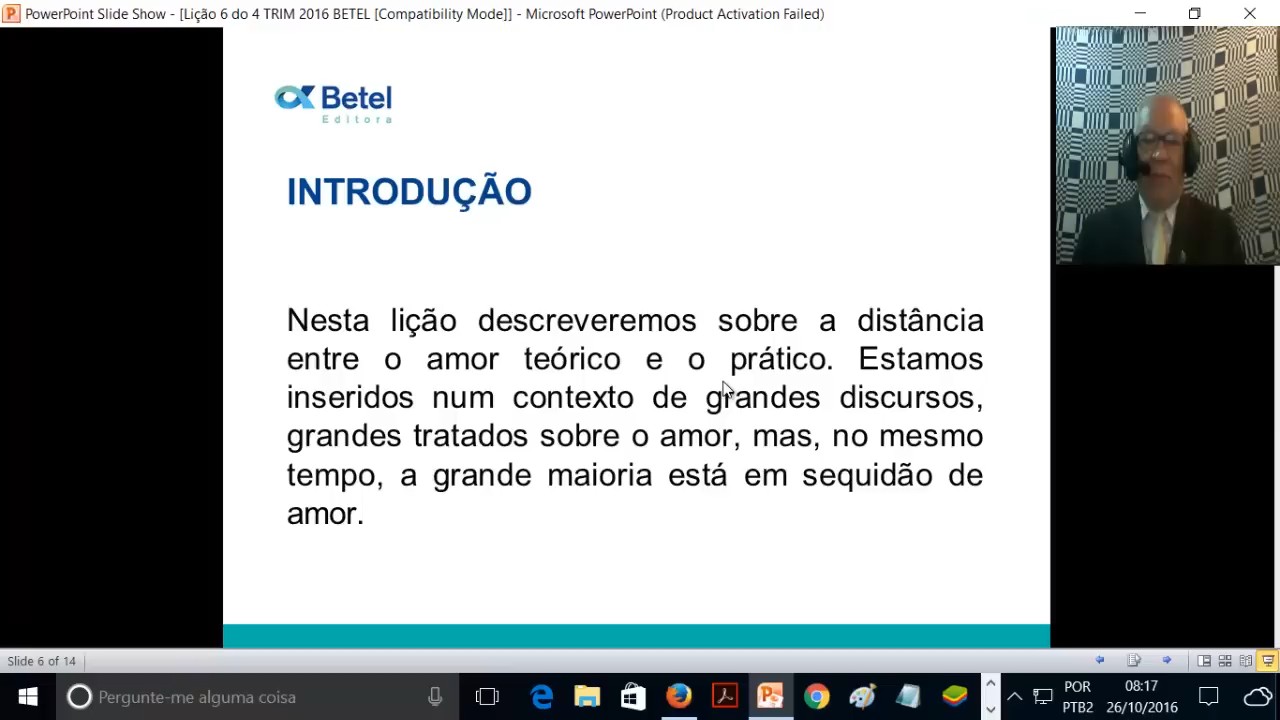 PowerPoint Slide Show - [Lição 6 do 4 TRIM 2016 BETEL [Compatibility Mode]] - Microsoft PowerPoint (Product Activation Failed)
Betel
Editora
INTRODUÇÃO
Nesta lição descreveremos sobre a distância
entre o amor teórico e o prático. Estamos
inseridos num contexto de grandes discursos,
grandes tratados sobre o amor, mas, no mesmo
tempo, a grande maioria está em sequidão de
amor.
Slide 6 of 14
Pergunte-me alguma coisa
POR
PTB2
08:17
26/10/2016